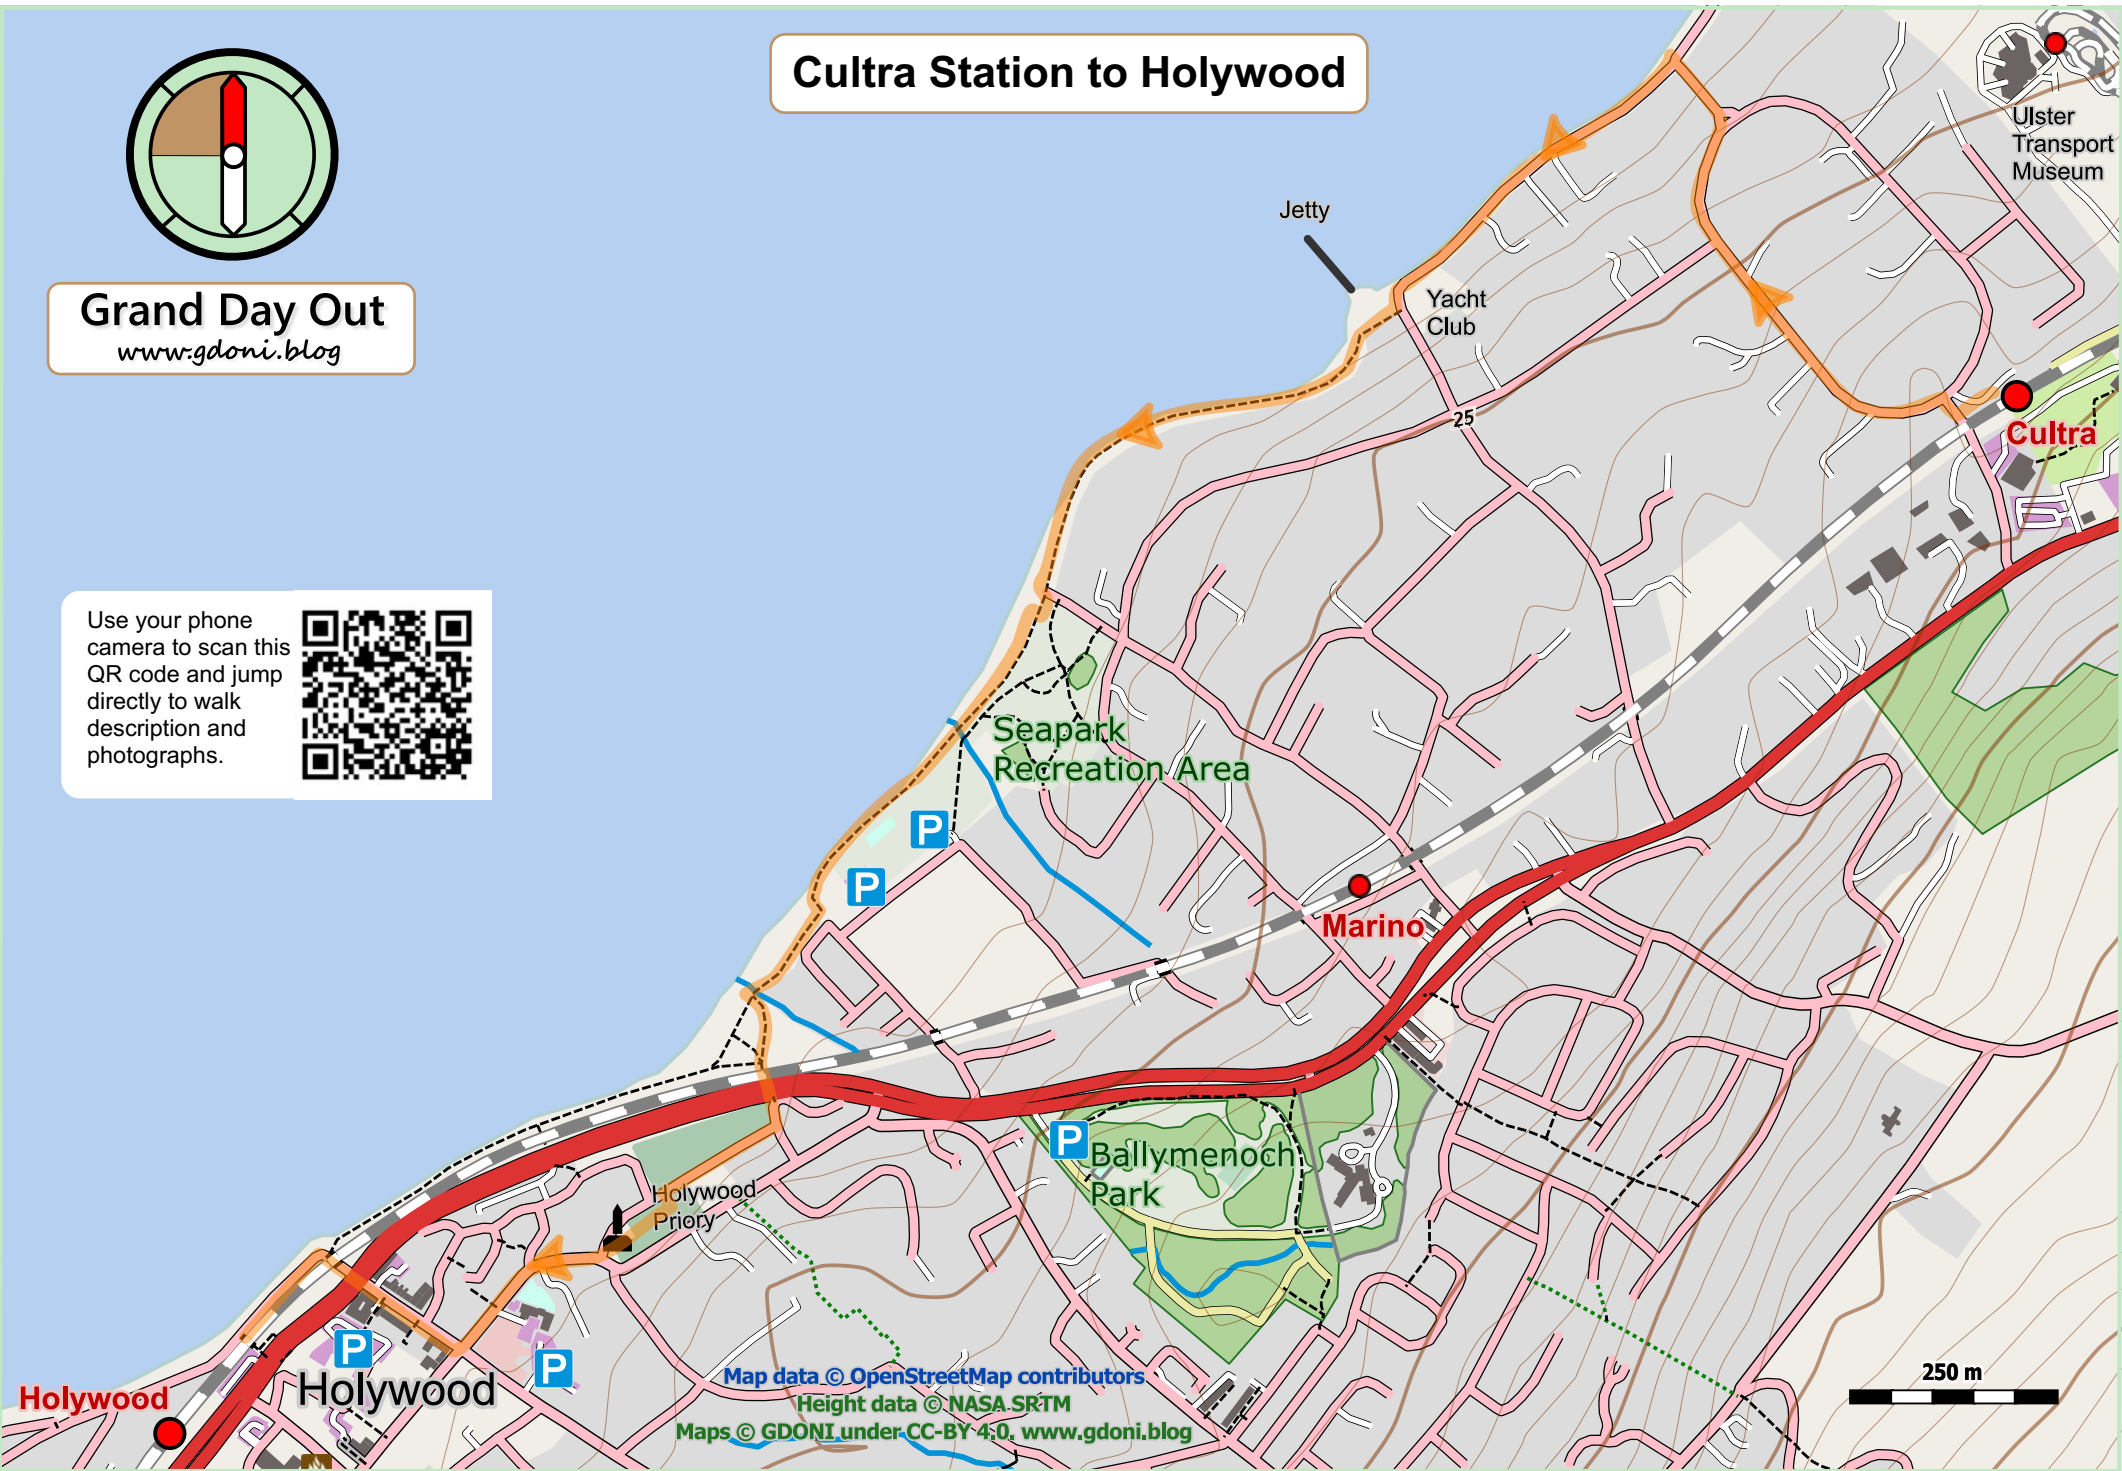 Cultra Station to Holywood
Grand Day Out
www.gdoni.blog
Ulster
Transport
Museum
Jetty
Yacht
Club
25
Cultra
Use your phone
camera to scan this
QR code and jump
directly to walk
description and
photographs.
Seapark
Recreation Area
P
P
Marino
P
Ballymenoch
Park
Holywood
Priory
P
P
Holywood
Holywood
250 m
Map data © OpenStreetMap contributors
Height data © NASA SRTM
Maps © GDONI under CC-BY 4.0. www.gdoni.blog